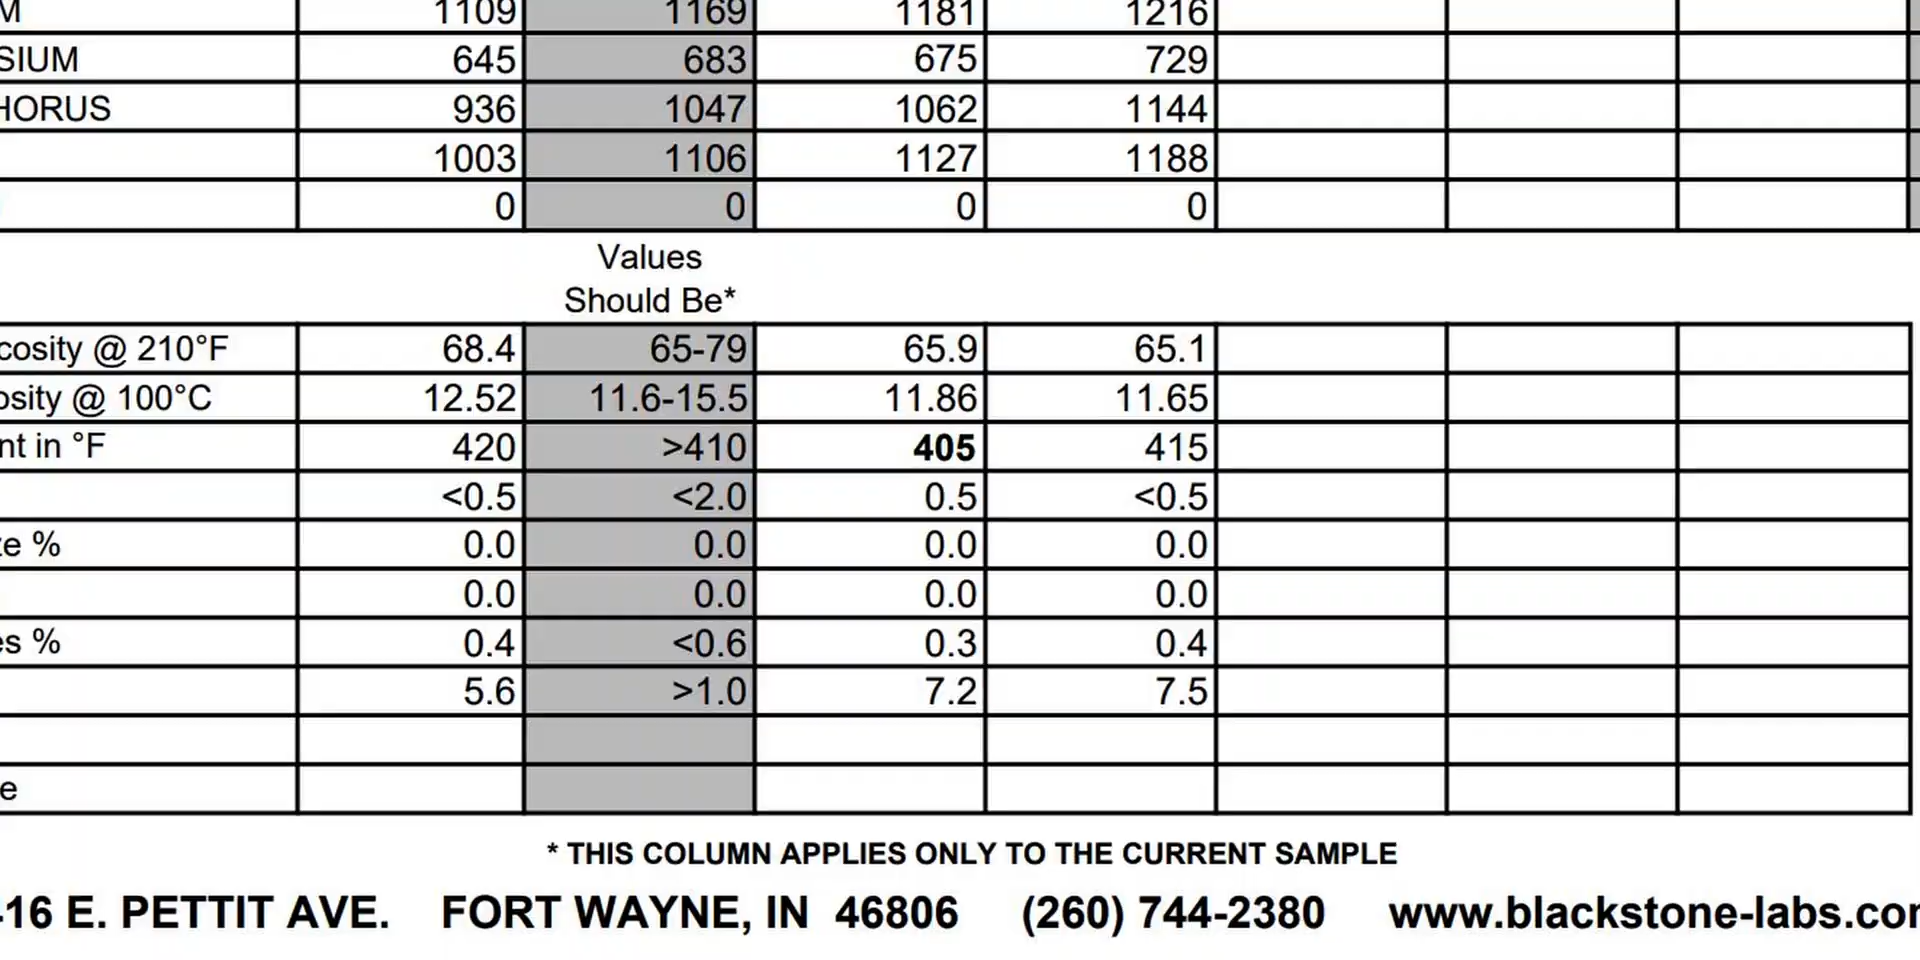 M 1109 1169 1181 1216
SIUM 645 683 675 729
HORUS 936 1047 1062 1144
1003 1106 1127 1188
0 0 0 0
Values
Should Be*
cosity @ 210°F 68.4 65-79 65.9 65.1
osity @ 100°C 12.52 11.6-15.5 11.86 11.65
nt in °F 420 >410 405 415
<0.5 <2.0 0.5 <0.5
ze % 0.0 0.0 0.0 0.0
0.0 0.0 0.0 0.0
es % 0.4 <0.6 0.3 0.4
5.6 >1.0 7.2 7.5
e
* THIS COLUMN APPLIES ONLY TO THE CURRENT SAMPLE
416 E. PETTIT AVE. FORT WAYNE, IN 46806 (260) 744-2380 www.blackstone-labs.com